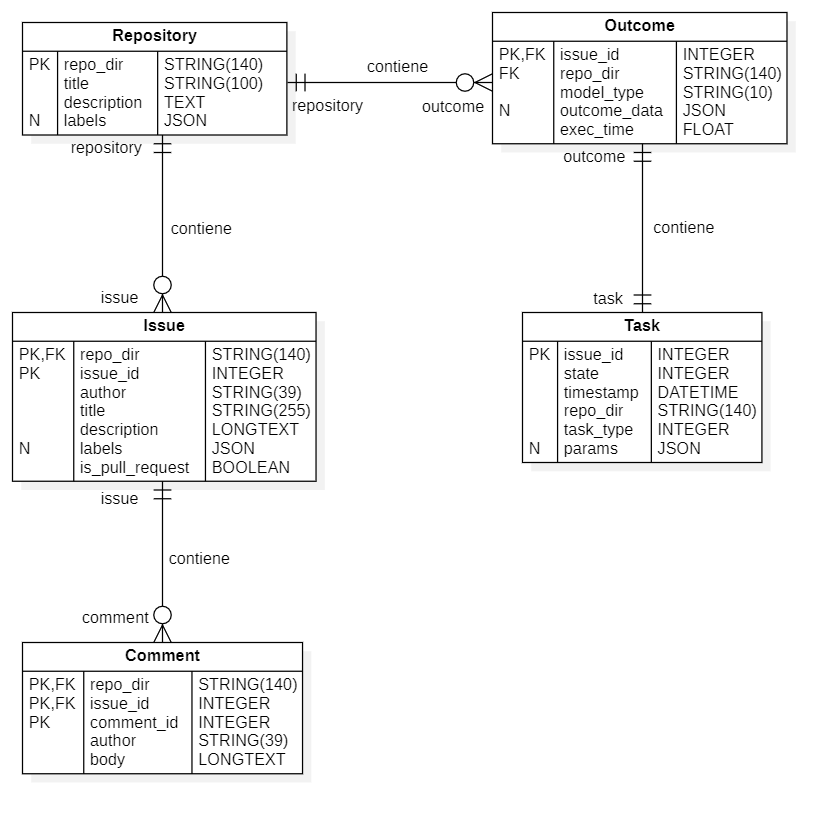 Repository
PK repo_dir STRING(140)
title STRING(100)
description TEXT
N labels JSON
contiene
repository
outcome
Outcome
PK,FK issue_id INTEGER
FK repo_dir STRING(140)
model_type STRING(10)
N outcome_data JSON
exec_time FLOAT
repository
contiene
issue
outcome
contiene
task
Issue
PK,FK repo_dir STRING(140)
PK issue_id INTEGER
author STRING(39)
title STRING(255)
description LONGTEXT
N labels JSON
is_pull_request BOOLEAN
Task
PK issue_id INTEGER
state INTEGER
timestamp DATETIME
repo_dir STRING(140)
task_type INTEGER
N params JSON
issue
contiene
comment
Comment
PK,FK repo_dir STRING(140)
PK,FK issue_id INTEGER
PK comment_id INTEGER
author STRING(39)
body LONGTEXT